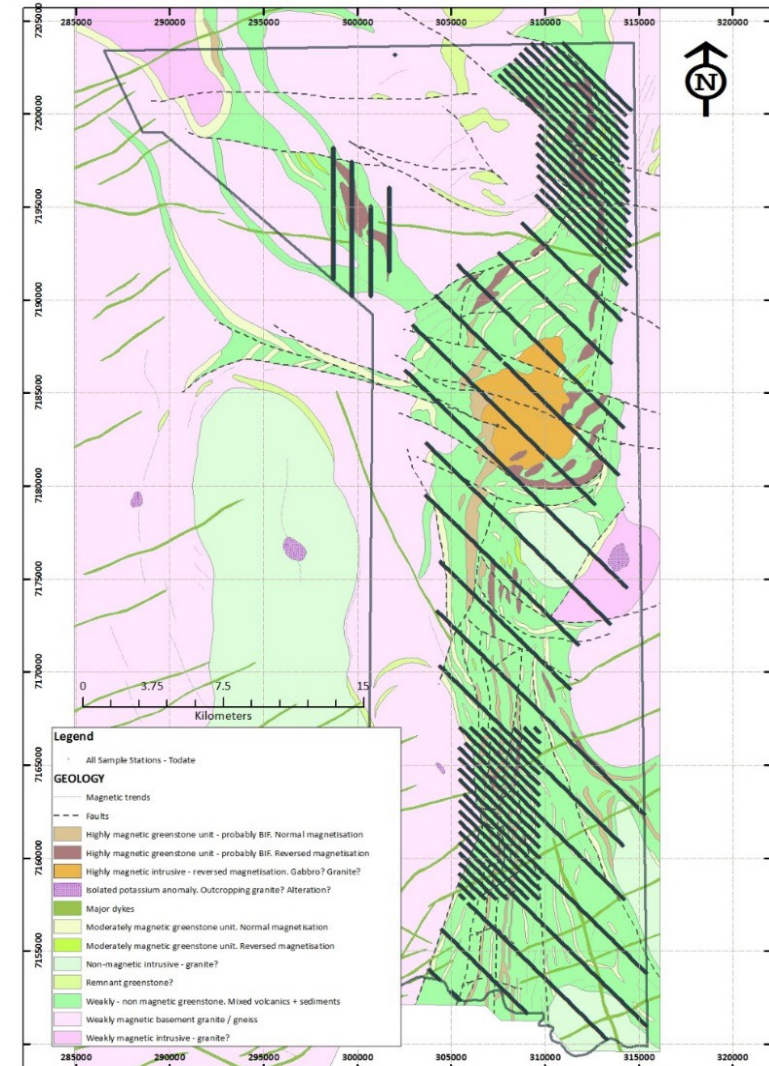 285000 290000 295000 300000 305000 310000 315000 320000
7205000
N
7200000
7195000
7190000
7185000
7180000
7175000
7170000
0 3.75 7.5 15
Kilometers
Legend
All Sample Stations - Todate
7165000
GEOLOGY
Magnetic trends
Faults
Highly magnetic greenstone unit - probably BIF. Normal magnetisation
Highly magnetic greenstone unit - probably BIF. Reversed magnetisation
7160000
Highly magnetic intrusive - reversed magnetisation. Gabbro? Granite?
Isolated potassium anomaly. Outcropping granite? Alteration?
Major dykes
Moderately magnetic greenstone unit. Normal magnetisation
7155000
Moderately magnetic greenstone unit. Reversed magnetisation
Non-magnetic intrusive - granite?
Remnant greenstone?
Weakly - non magnetic greenstone. Mixed volcanics + sediments
Weakly magnetic basement granite / gneiss
Weakly magnetic intrusive - granite?
285000 290000 295000 300000 305000 310000 315000 320000